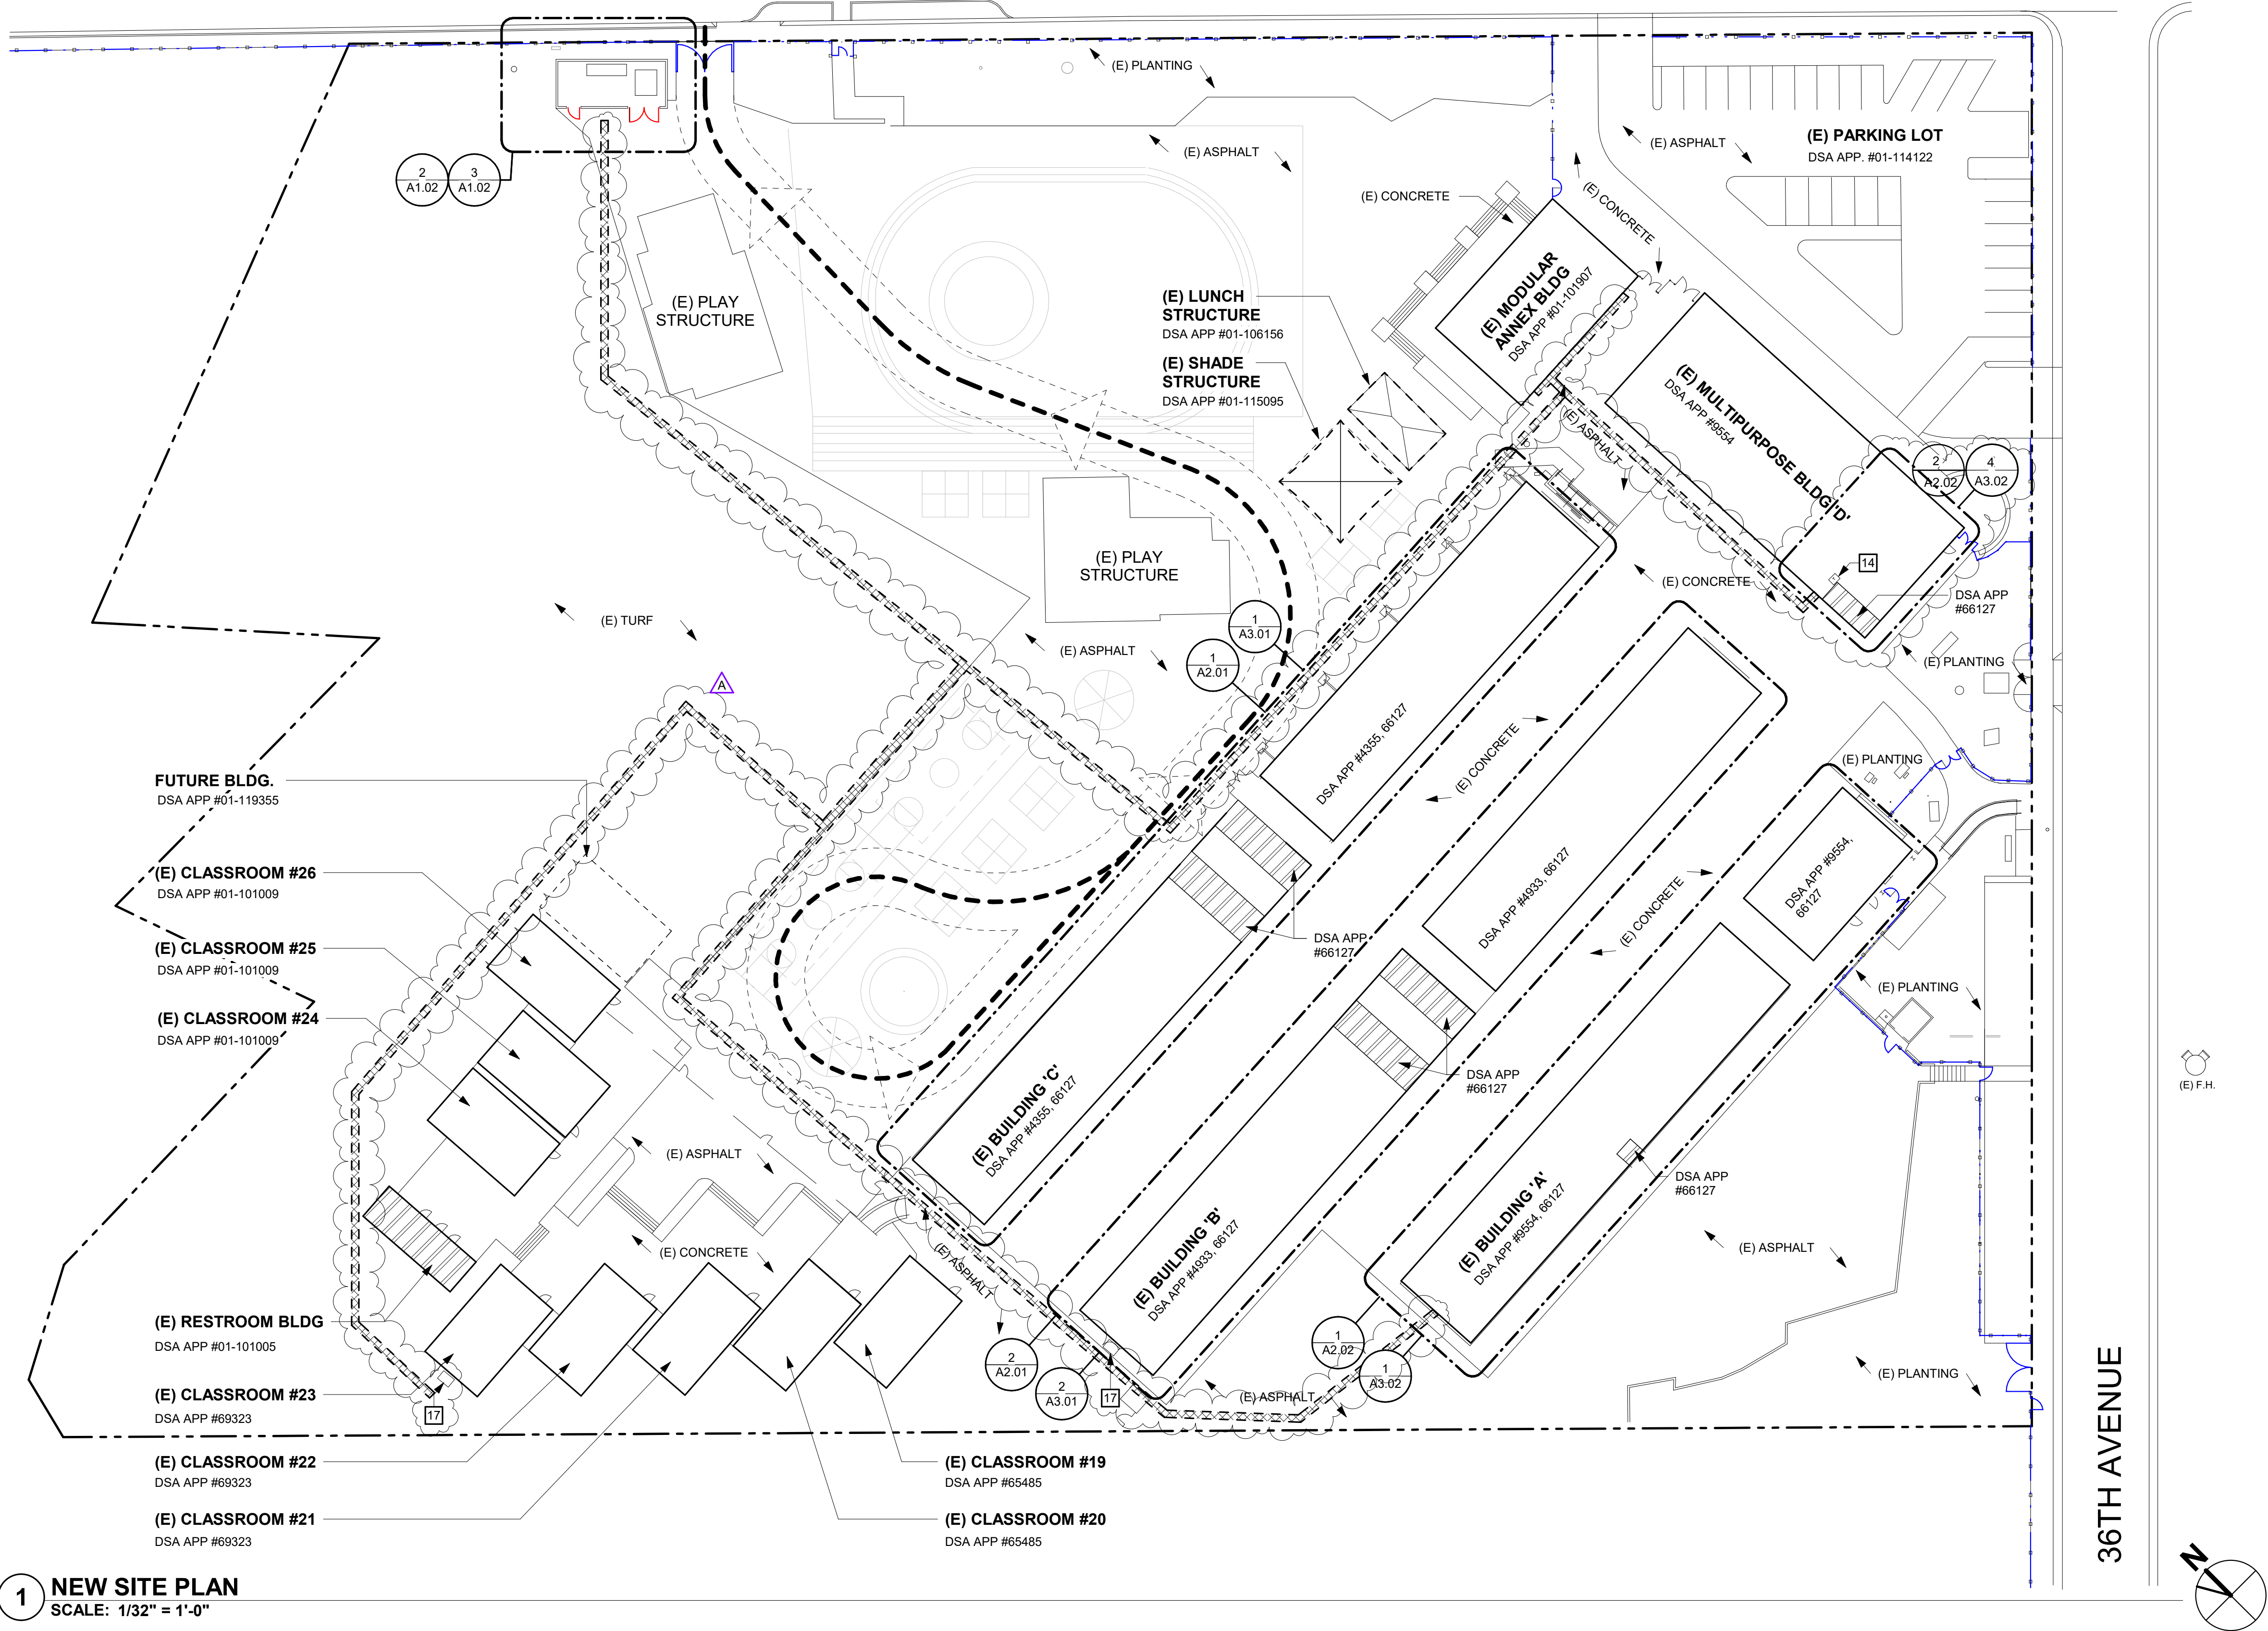 (E) PLANTING
(E) ASPHALT
(E) ASPHALT
(E) PARKING LOT
DSA APP. #01-114122
2
A1.02
3
A1.02
(E) CONCRETE
(E) CONCRETE
(E) PLAY
STRUCTURE
(E) LUNCH
STRUCTURE
DSA APP #01-106156
(E) SHADE
STRUCTURE
DSA APP #01-115095
(E) MODULAR
ANNEX BLDG
DSA APP #01-101907
(E) MULTIPURPOSE BLDG 'D'
DSA APP #9554
(E) ASPHALT
2
A2.02
4
A3.02
14
(E) PLAY
STRUCTURE
(E) CONCRETE
DSA APP
#66127
(E) TURF
(E) ASPHALT
1
A3.01
1
A2.01
(E) PLANTING
A
DSA APP #4355, 66127
(E) CONCRETE
(E) PLANTING
FUTURE BLDG.
DSA APP #01-119355
(E) CLASSROOM #26
DSA APP #01-101009
(E) CLASSROOM #25
DSA APP #01-101009
(E) CLASSROOM #24
DSA APP #01-101009
DSA APP #4933, 66127
(E) CONCRETE
DSA APP #9554,
66127
DSA APP
#66127
(E) PLANTING
DSA APP
#66127
(E) F.H.
(E) BUILDING 'C'
DSA APP #4355, 66127
(E) ASPHALT
(E) BUILDING 'B'
DSA APP #4933, 66127
(E) BUILDING 'A'
DSA APP #9554, 66127
DSA APP
#66127
(E) CONCRETE
(E) ASPHALT
(E) ASPHALT
(E) RESTROOM BLDG
DSA APP #01-101005
2
A2.01
2
A3.01
17
1
A2.02
1
A3.02
(E) ASPHALT
(E) PLANTING
(E) CLASSROOM #23
DSA APP #69323
17
(E) CLASSROOM #22
DSA APP #69323
(E) CLASSROOM #21
DSA APP #69323
(E) CLASSROOM #19
DSA APP #65485
(E) CLASSROOM #20
DSA APP #65485
36TH AVENUE
N
1
NEW SITE PLAN
SCALE: 1/32" = 1'-0"